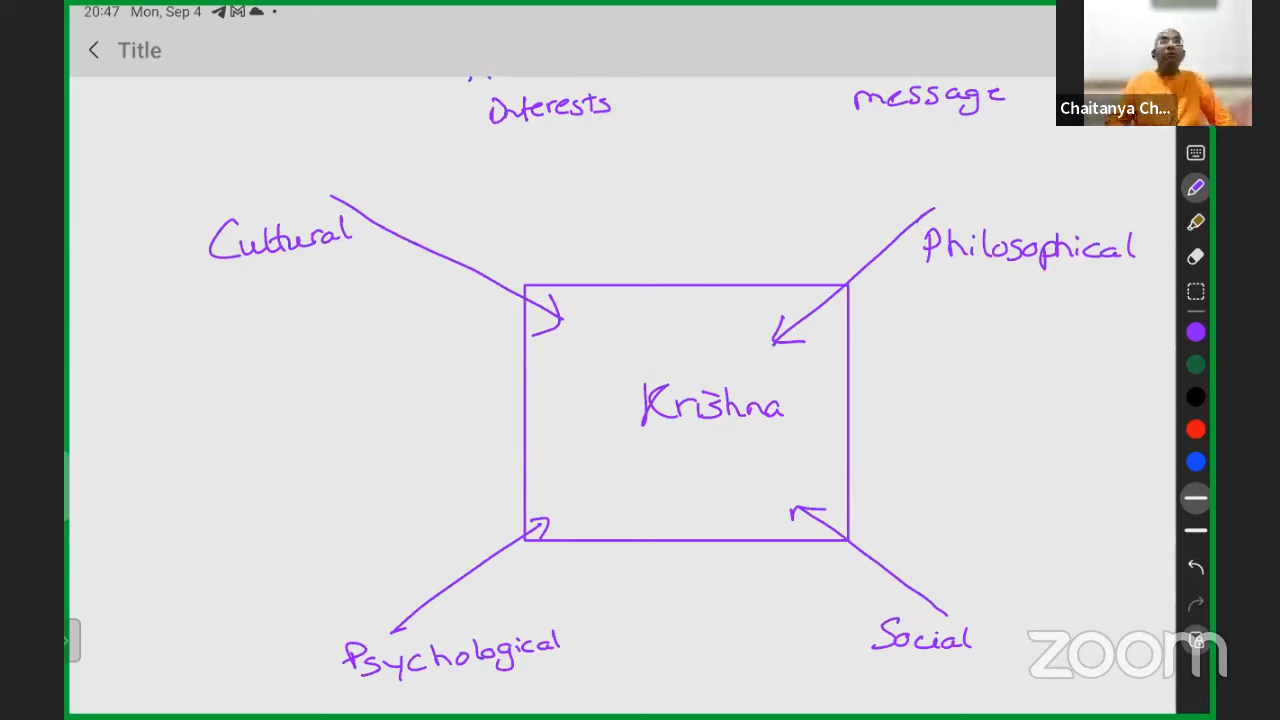 20:47 Mon, Sep 4
Title
Interests
message
Chaitanya Ch...
Cultural
Philosophical
Krishna
Psychological
Social
zoom